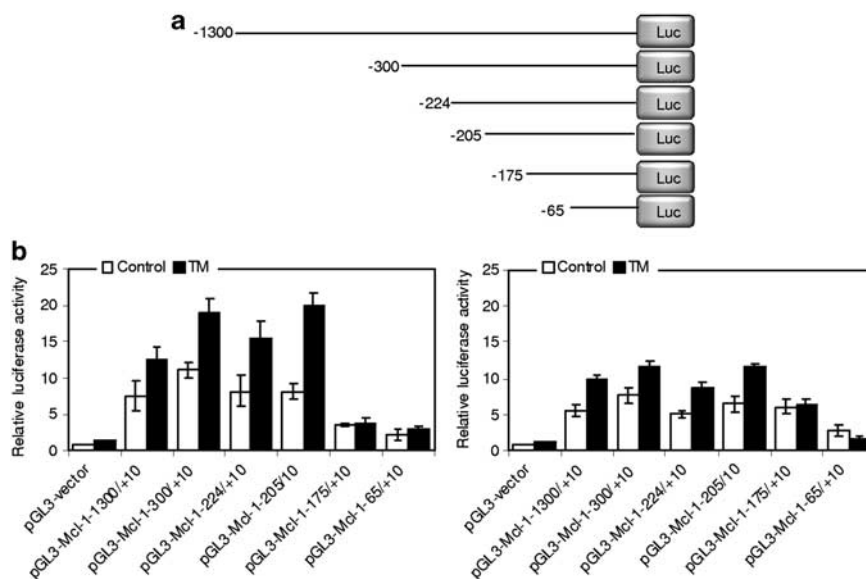 a
-1300 Luc
-300 Luc
-224 Luc
-205 Luc
-175 Luc
-65 Luc
b
Control TM
Relative luciferase activity
25
20
15
10
5
0
pGL3-vector
pGL3-Mcl-1-1300/+10
pGL3-Mcl-1-300/+10
pGL3-Mcl-1-224/+10
pGL3-Mcl-1-205/10
pGL3-Mcl-1-175/+10
pGL3-Mcl-1-65/+10
Control TM
Relative luciferase activity
25
20
15
10
5
0
pGL3-vector
pGL3-Mcl-1-1300/+10
pGL3-Mcl-1-300/+10
pGL3-Mcl-1-224/+10
pGL3-Mcl-1-205/10
pGL3-Mcl-1-175/+10
pGL3-Mcl-1-65/+10